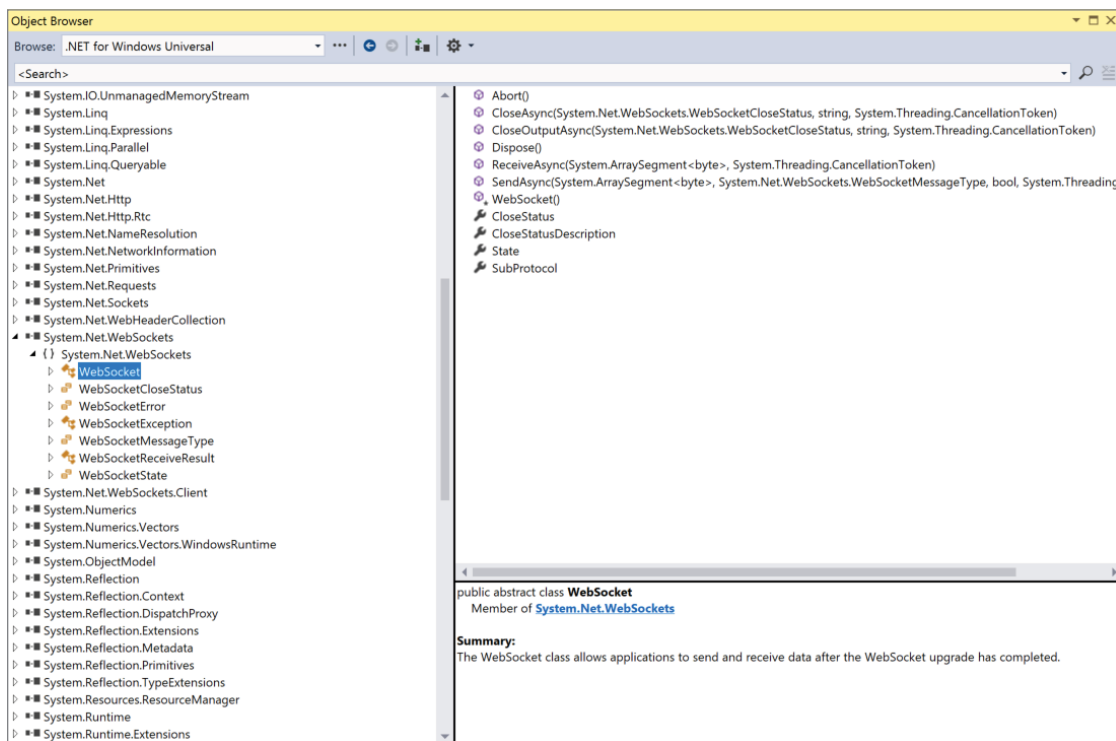 Object Browser
Browse: .NET for Windows Universal
<Search>
System.IO.UnmanagedMemoryStream
System.Linq
System.Linq.Expressions
System.Linq.Parallel
System.Linq.Queryable
System.Net
System.Net.Http
System.Net.Http.Rtc
System.Net.NameResolution
System.Net.NetworkInformation
System.Net.Primitives
System.Net.Requests
System.Net.Sockets
System.Net.WebHeaderCollection
System.Net.WebSockets
{ } System.Net.WebSockets
WebSocket
WebSocketCloseStatus
WebSocketError
WebSocketException
WebSocketMessageType
WebSocketReceiveResult
WebSocketState
System.Net.WebSockets.Client
System.Numerics
System.Numerics.Vectors
System.Numerics.Vectors.WindowsRuntime
System.ObjectModel
System.Reflection
System.Reflection.Context
System.Reflection.DispatchProxy
System.Reflection.Extensions
System.Reflection.Metadata
System.Reflection.Primitives
System.Reflection.TypeExtensions
System.Resources.ResourceManager
System.Runtime
System.Runtime.Extensions
Abort()
CloseAsync(System.Net.WebSockets.WebSocketCloseStatus, string, System.Threading.CancellationToken)
CloseOutputAsync(System.Net.WebSockets.WebSocketCloseStatus, string, System.Threading.CancellationToken)
Dispose()
ReceiveAsync(System.ArraySegment<byte>, System.Threading.CancellationToken)
SendAsync(System.ArraySegment<byte>, System.Net.WebSockets.WebSocketMessageType, bool, System.Threading
WebSocket()
CloseStatus
CloseStatusDescription
State
SubProtocol
public abstract class WebSocket
Member of System.Net.WebSockets
Summary:
The WebSocket class allows applications to send and receive data after the WebSocket upgrade has completed.